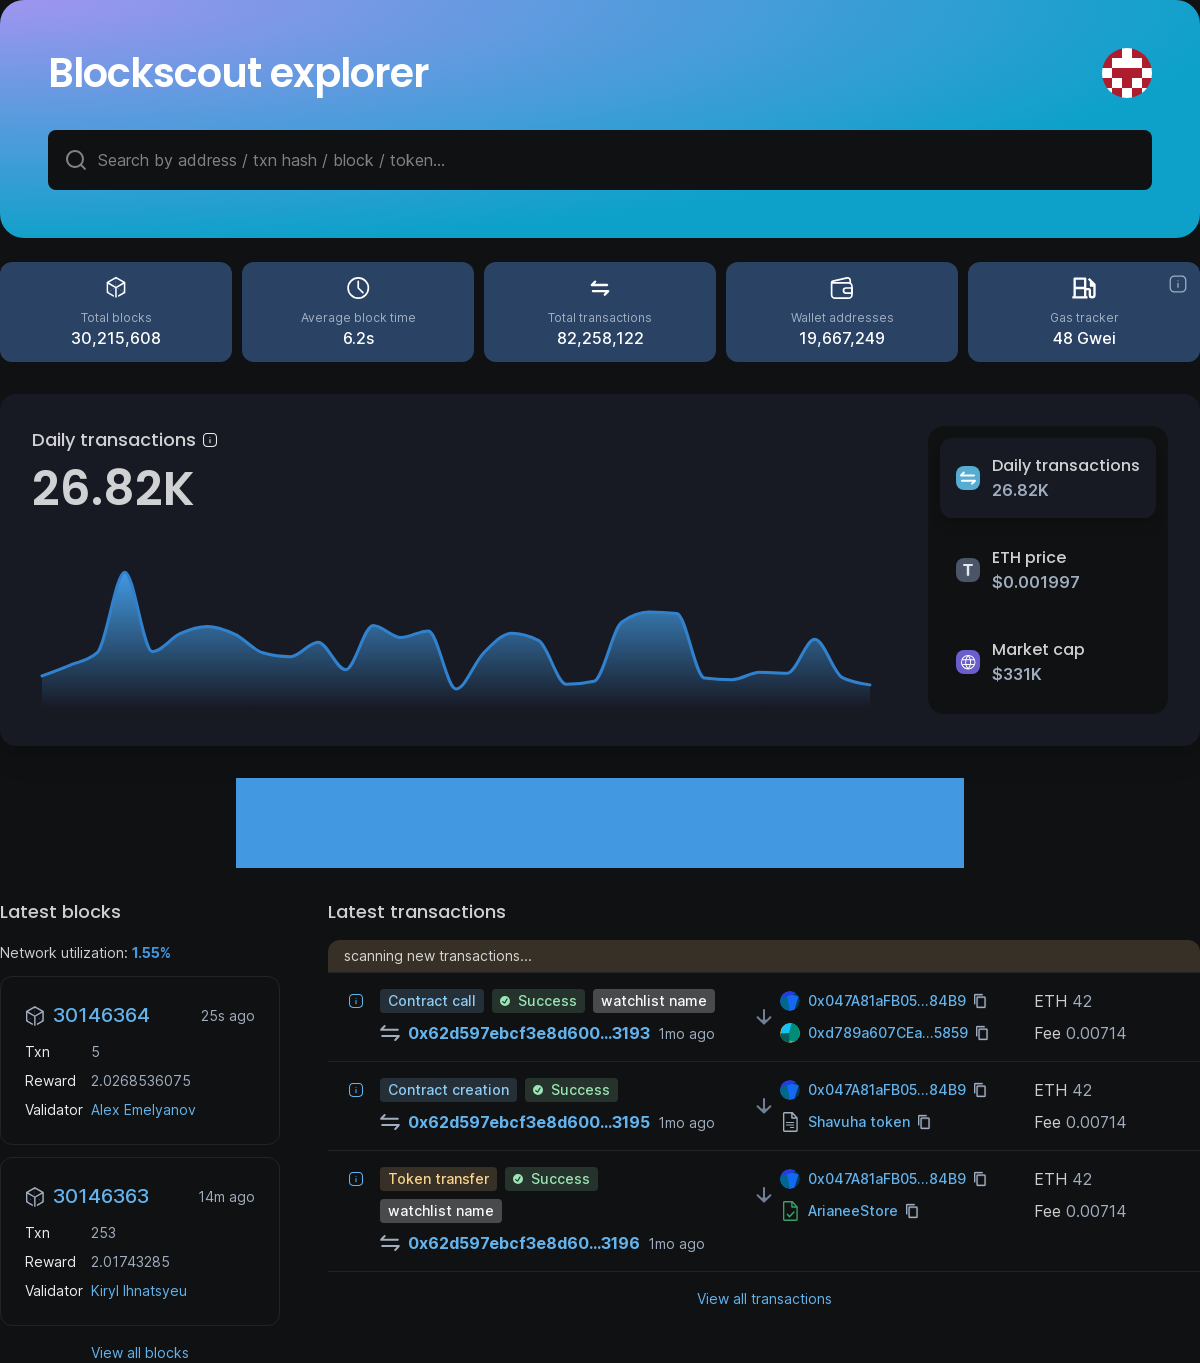 Blockscout explorer
Search by address / txn hash / block / token...
Total blocks
30,215,608
Average block time
6.2s
Total transactions
82,258,122
Wallet addresses
19,667,249
Gas tracker
48 Gwei
Daily transactions
26.82K
Daily transactions
26.82K
T
ETH price
$0.001997
Market cap
$331K
Latest blocks
Network utilization: 1.55%
30146364 25s ago
Txn 5
Reward 2.0268536075
Validator Alex Emelyanov
30146363 14m ago
Txn 253
Reward 2.01743285
Validator Kiryl Ihnatsyeu
View all blocks
Latest transactions
scanning new transactions...
Contract call Success watchlist name
0x62d597ebcf3e8d600...3193 1mo ago
0x047A81aFB05...84B9
0xd789a607CEa...5859
ETH 42
Fee 0.00714
Contract creation Success
0x62d597ebcf3e8d600...3195 1mo ago
0x047A81aFB05...84B9
Shavuha token
ETH 42
Fee 0.00714
Token transfer Success
watchlist name
0x62d597ebcf3e8d60...3196 1mo ago
0x047A81aFB05...84B9
ArianeeStore
ETH 42
Fee 0.00714
View all transactions